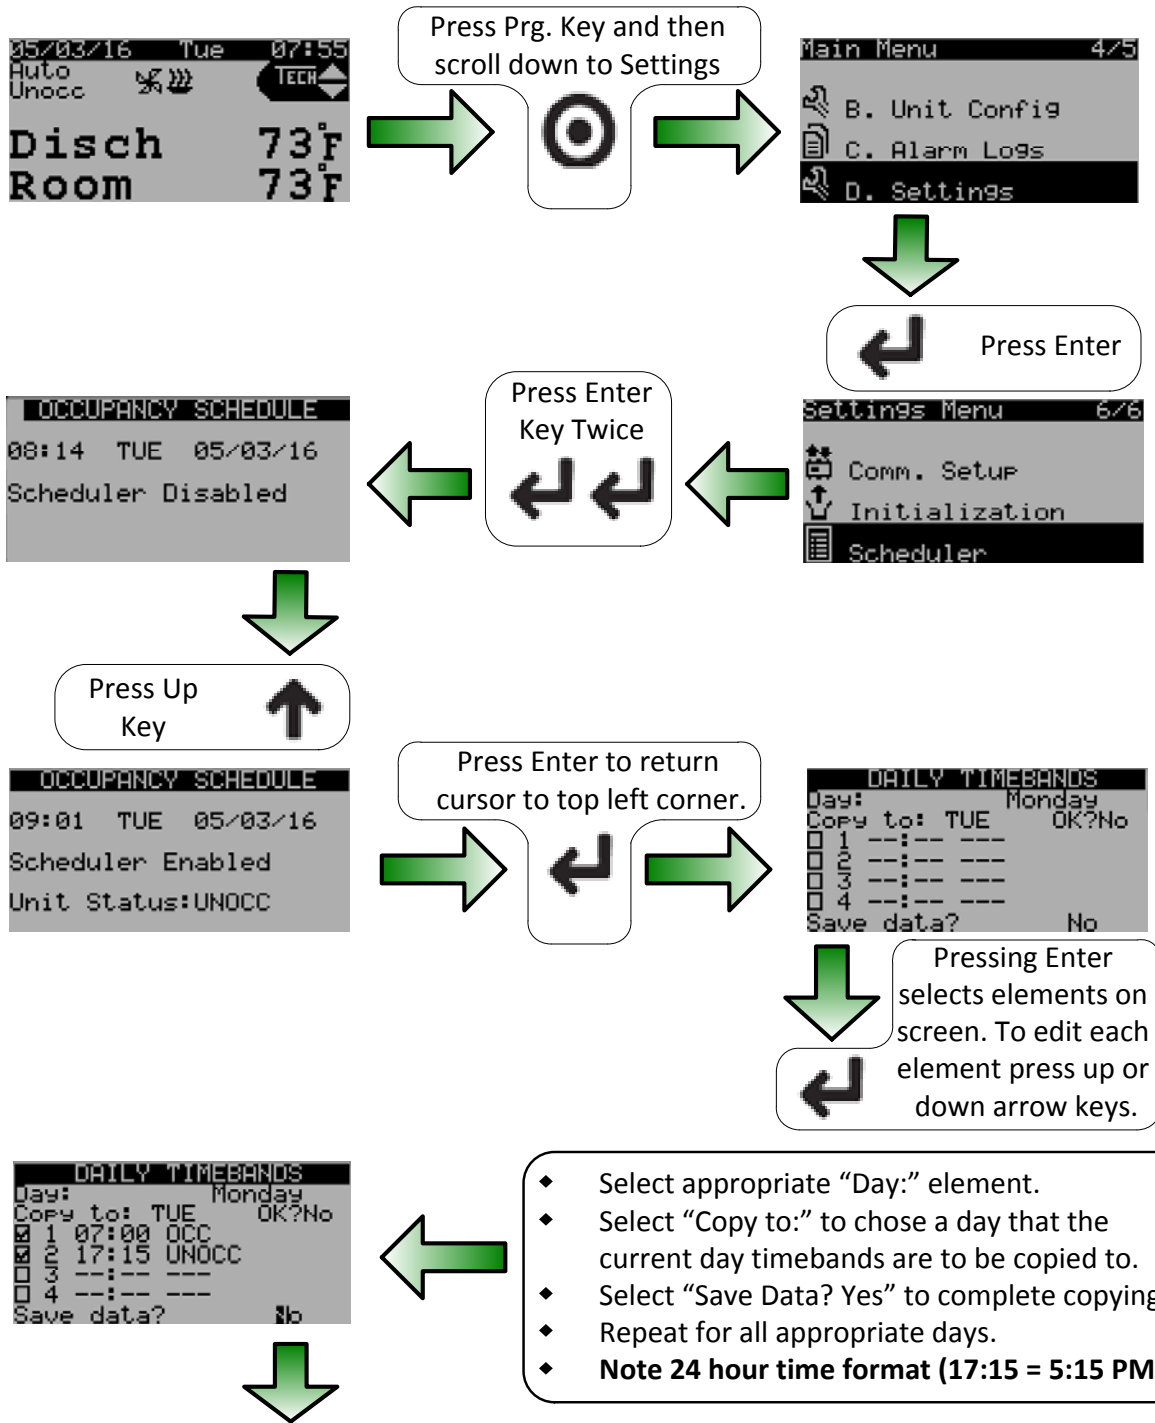 05/03/16 Tue 07:55
Auto
Unocc
TECH
Disch 73°F
Room 73°F
Press Prg. Key and then
scroll down to Settings
Main Menu 4/5
B. Unit Config
C. Alarm Logs
D. Settings
Press Enter
Settings Menu 6/6
Comm. Setup
Initialization
Scheduler
Press Enter
Key Twice
OCCUPANCY SCHEDULE
08:14 TUE 05/03/16
Scheduler Disabled
Press Up
Key
OCCUPANCY SCHEDULE
09:01 TUE 05/03/16
Scheduler Enabled
Unit Status:UNOCC
Press Enter to return
cursor to top left corner.
DAILY TIMEBANDS
Day: Monday
Copy to: TUE OK?No
1 --:-- ---
2 --:-- ---
3 --:-- ---
4 --:-- ---
Save data? No
Pressing Enter
selects elements on
screen. To edit each
element press up or
down arrow keys.
◆ Select appropriate “Day:” element.
◆ Select “Copy to:” to chose a day that the
current day timebands are to be copied to.
◆ Select “Save Data? Yes” to complete copying
◆ Repeat for all appropriate days.
◆ Note 24 hour time format (17:15 = 5:15 PM
DAILY TIMEBANDS
Day: Monday
Copy to: TUE OK?No
1 07:00 OCC
2 17:15 UNOCC
3 --:-- ---
4 --:-- ---
Save data? No